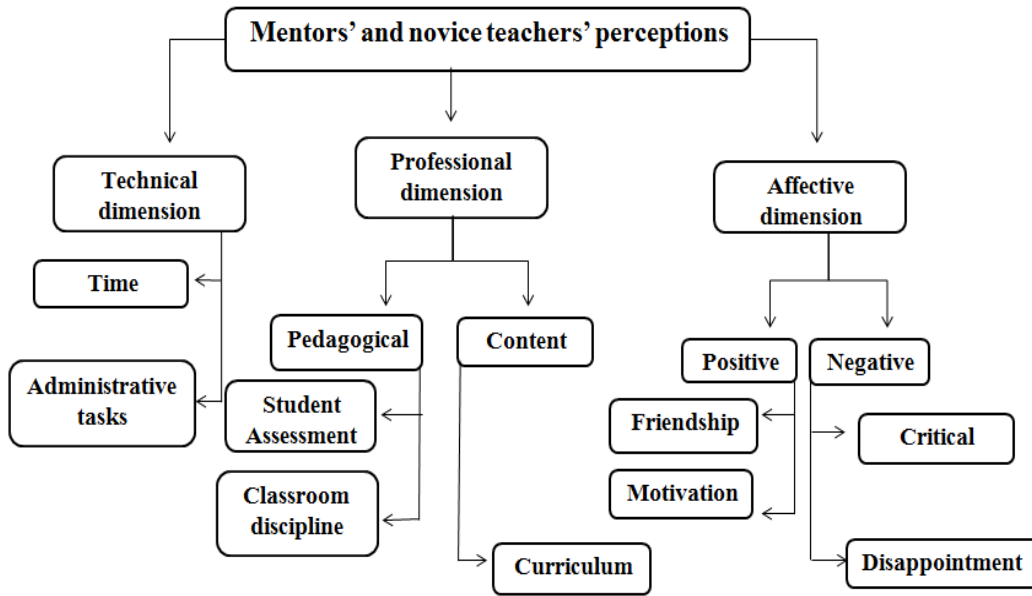 Mentors' and novice teachers' perceptions
Technical
dimension
Time
Administrative
tasks
Professional
dimension
Pedagogical
Student
Assessment
Classroom
discipline
Content
Curriculum
Affective
dimension
Positive
Friendship
Motivation
Negative
Critical
Disappointment